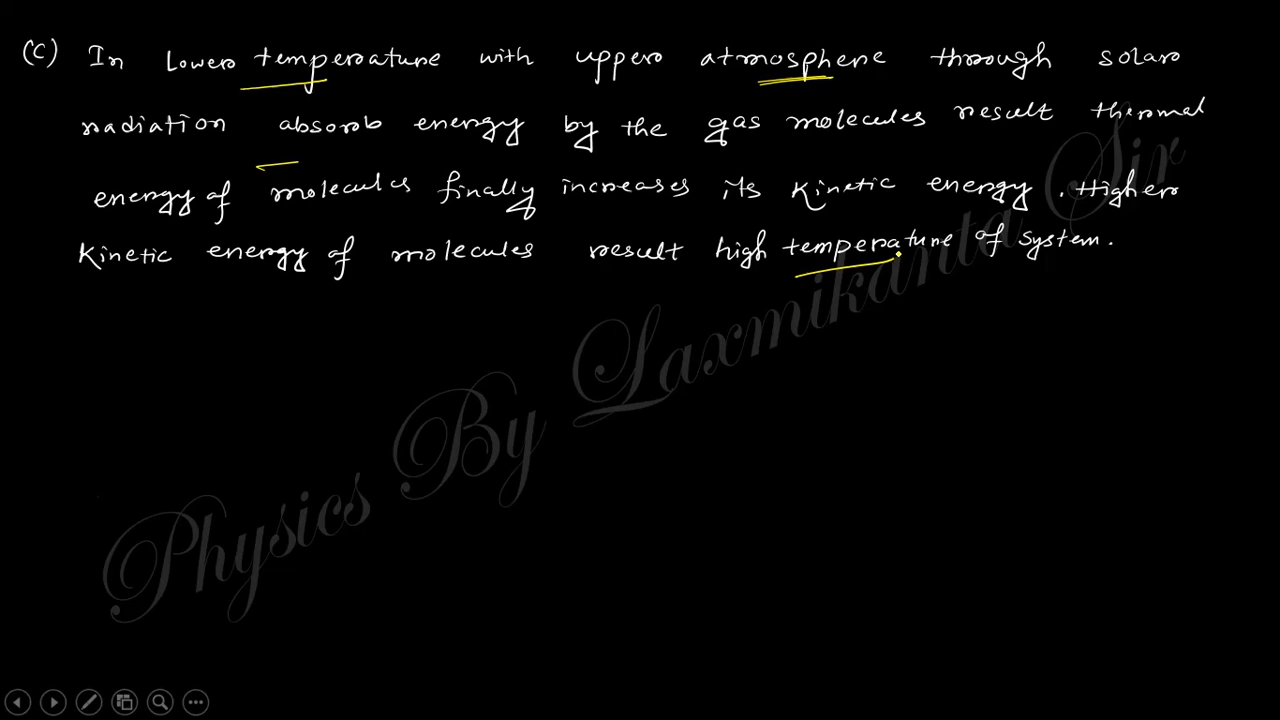 (C) In Lower temperature with upper atmosphere through solar
radiation absorb energy by the gas molecules result thermal
energy of molecules finally increases its Kinetic energy. Higher
Kinetic energy of molecules result high temperature of system.
Physics By Laxmikanta Sir